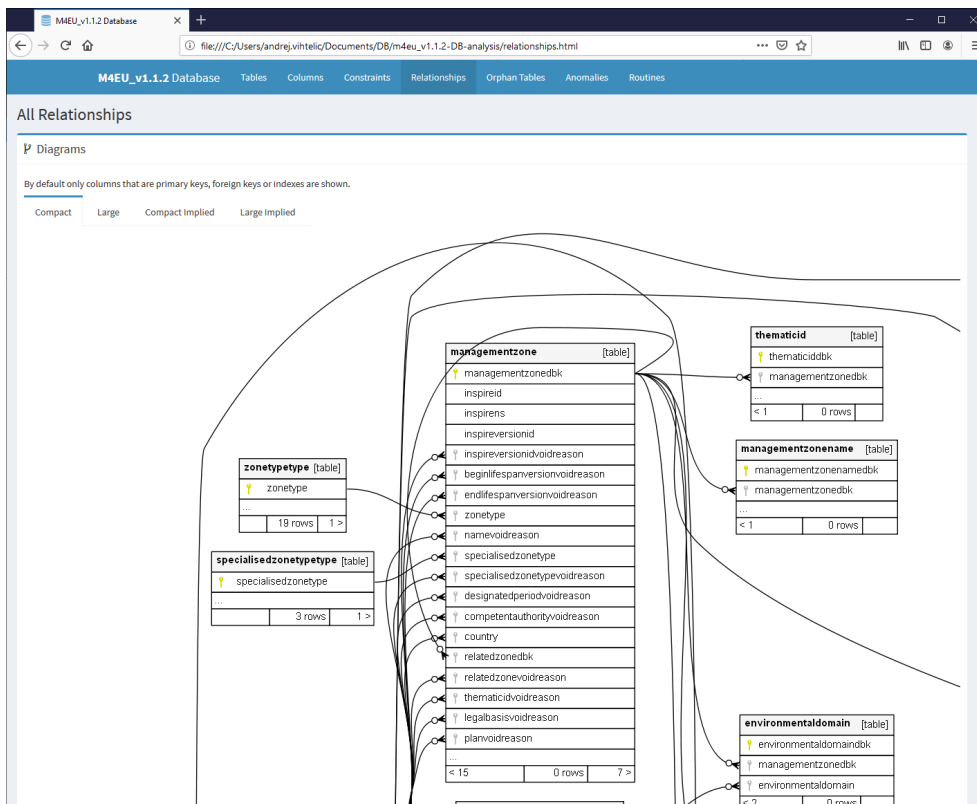 M4EU_v1.1.2 Database
file:///C:/Users/andrej.vihtelic/Documents/DB/m4eu_v1.1.2-DB-analysis/relationships.html
M4EU_v1.1.2 Database Tables Columns Constraints Relationships Orphan Tables Anomalies Routines
All Relationships
Diagrams
By default only columns that are primary keys, foreign keys or indexes are shown.
Compact Large Compact Implied Large Implied
thematicid [table]
thematiciddbk
managementzonedbk
...
< 1 0 rows
managementzone [table]
managementzonedbk
inspireid
inspirens
inspireversionid
inspireversionidvoidreason
beginlifespanversionvoidreason
endlifespanversionvoidreason
zonetype
namevoidreason
specialisedzonetype
specialisedzonetypevoidreason
designatedperiodvoidreason
competentauthorityvoidreason
country
relatedzonedbk
relatedzonevoidreason
thematicidvoidreason
legalbasisvoidreason
planvoidreason
...
< 15 0 rows 7 >
managementzonename [table]
managementzonenamedbk
managementzonedbk
...
< 1 0 rows
zonetypetype [table]
zonetype
...
19 rows 1 >
specialisedzonetypetype [table]
specialisedzonetype
...
3 rows 1 >
environmentaldomain [table]
environmentaldomaindbk
managementzonedbk
environmentaldomain
< 2 0 rows